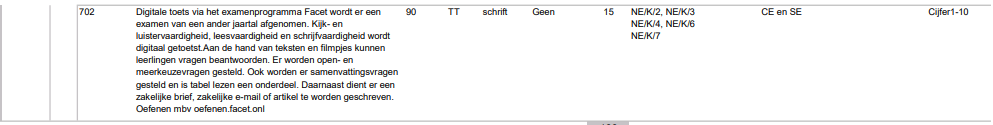 702 Digitale toets via het examenprogramma Facet wordt er een 90 TT schrift Geen 15 NE/K/2, NE/K/3 CE en SE Cijfer1-10
examen van een ander jaartal afgenomen. Kijk- en NE/K/4, NE/K/6
luistervaardigheid, leesvaardigheid en schrijfvaardigheid wordt NE/K/7
digitaal getoetst.Aan de hand van teksten en filmpjes kunnen
leerlingen vragen beantwoorden. Er worden open- en
meerkeuzevragen gesteld. Ook worden er samenvattingsvragen
gesteld en is tabel lezen een onderdeel. Daarnaast dient er een
zakelijke brief, zakelijke e-mail of artikel te worden geschreven.
Oefenen mbv oefenen.facet.onl